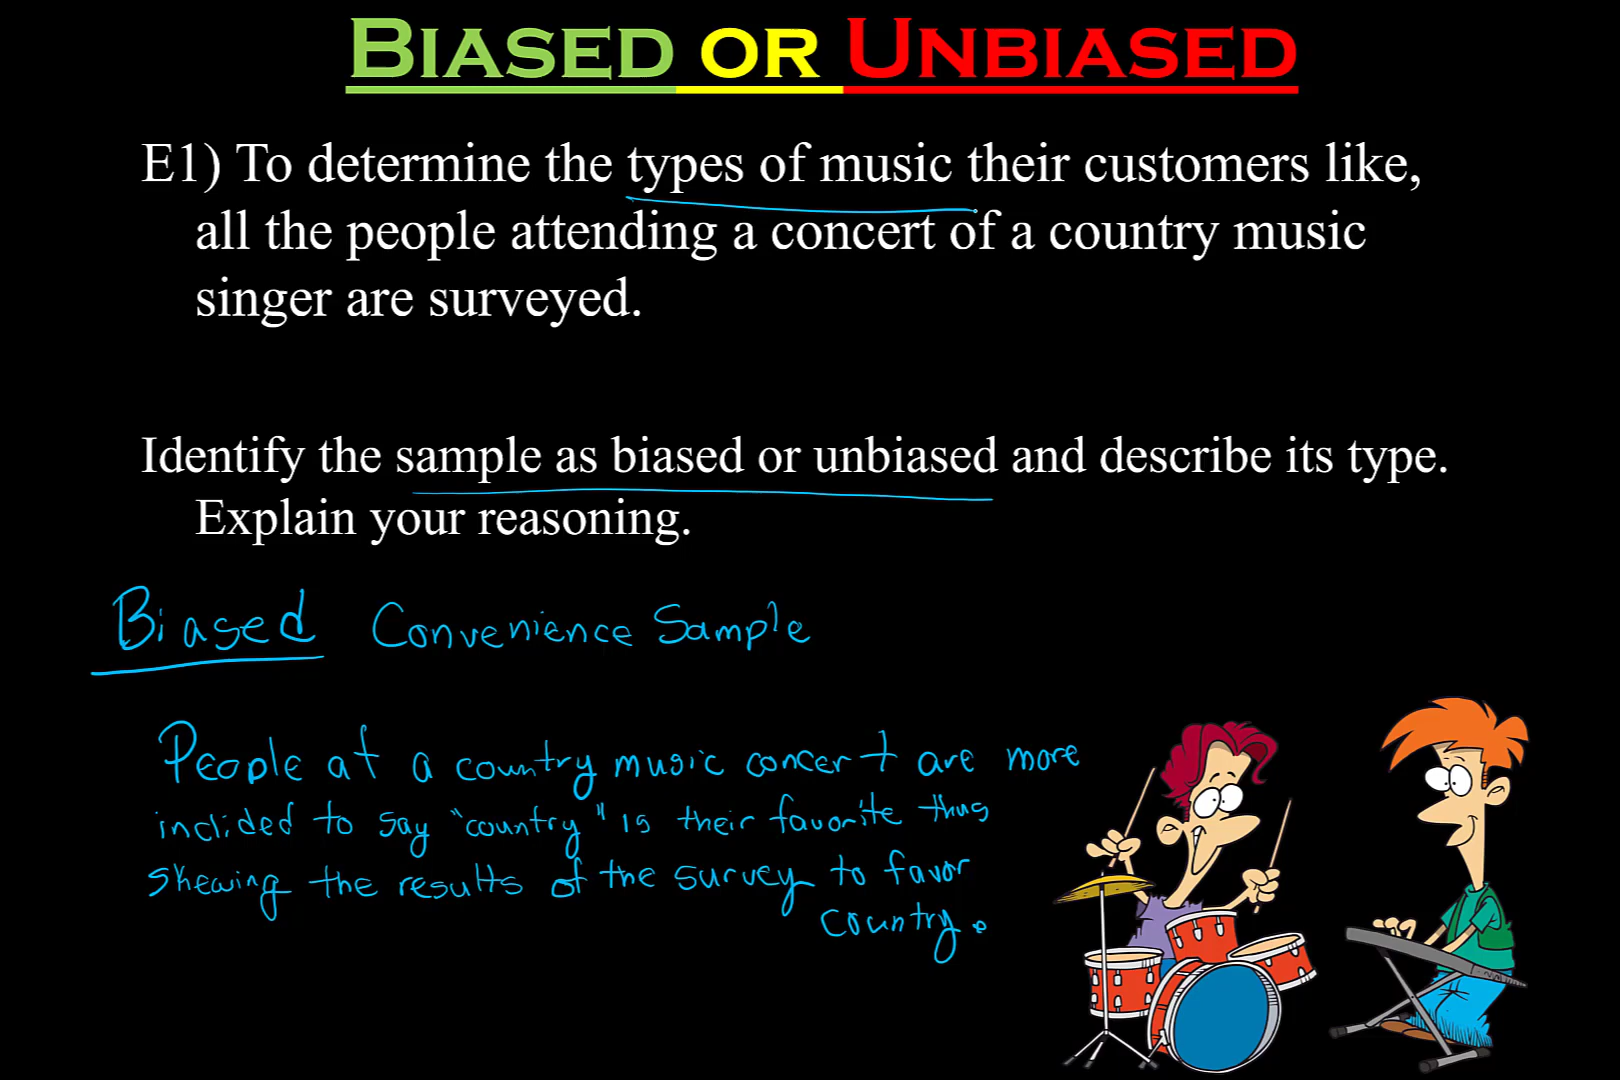 BIASED OR UNBIASED
E1) To determine the types of music their customers like,
all the people attending a concert of a country music
singer are surveyed.
Identify the sample as biased or unbiased and describe its type.
Explain your reasoning.
Biased Convenience Sample
People at a country music concert are more
inclided to say "country" is their favorite thus
skewing the results of the survey to favor
country.